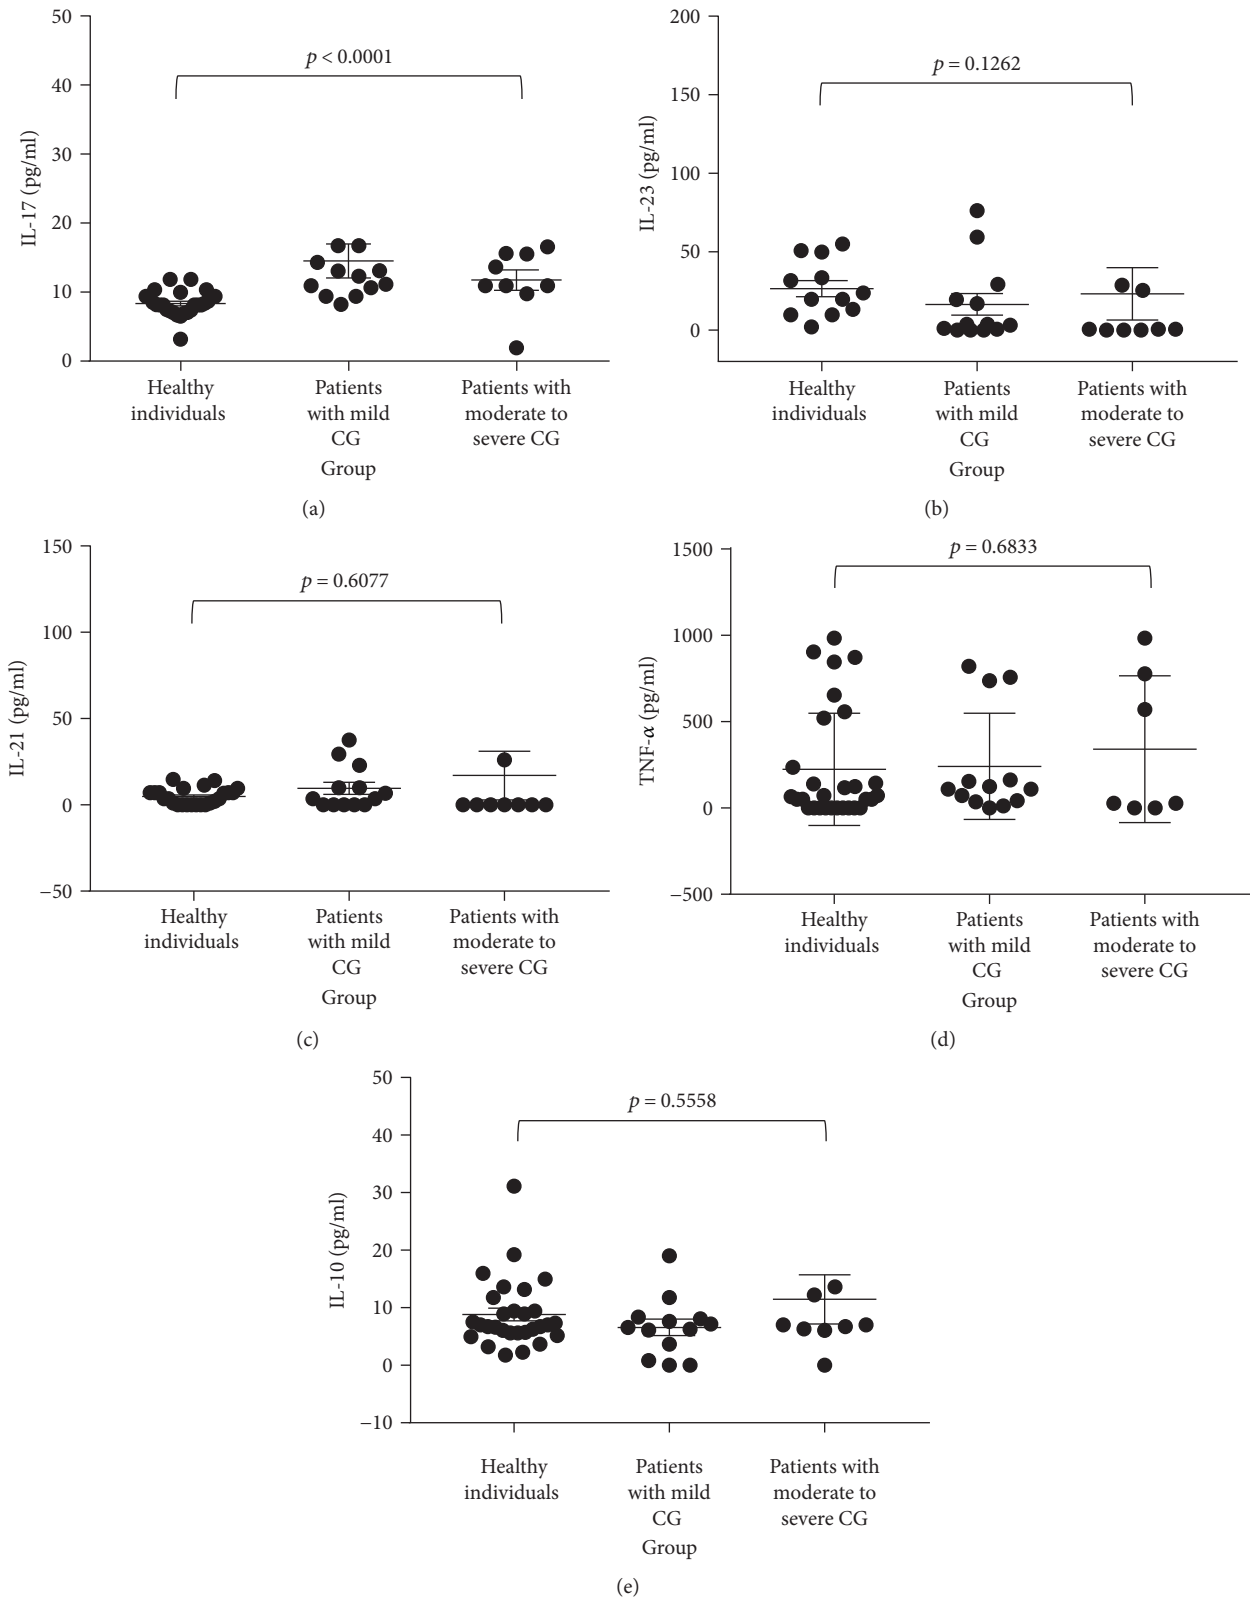 50
40
30
20
10
0
IL-17 (pg/ml)
p < 0.0001
Healthy
individuals
Patients
with mild
CG
Patients with
moderate to
severe CG
Group
(a)
200
150
100
50
0
IL-23 (pg/ml)
p = 0.1262
Healthy
individuals
Patients
with mild
CG
Patients with
moderate to
severe CG
Group
(b)
150
100
50
0
−50
IL-21 (pg/ml)
p = 0.6077
Healthy
individuals
Patients
with mild
CG
Patients with
moderate to
severe CG
Group
(c)
1500
1000
500
0
−500
TNF-α (pg/ml)
p = 0.6833
Healthy
individuals
Patients
with mild
CG
Patients with
moderate to
severe CG
Group
(d)
50
40
30
20
10
0
−10
IL-10 (pg/ml)
p = 0.5558
Healthy
individuals
Patients
with mild
CG
Patients with
moderate to
severe CG
Group
(e)